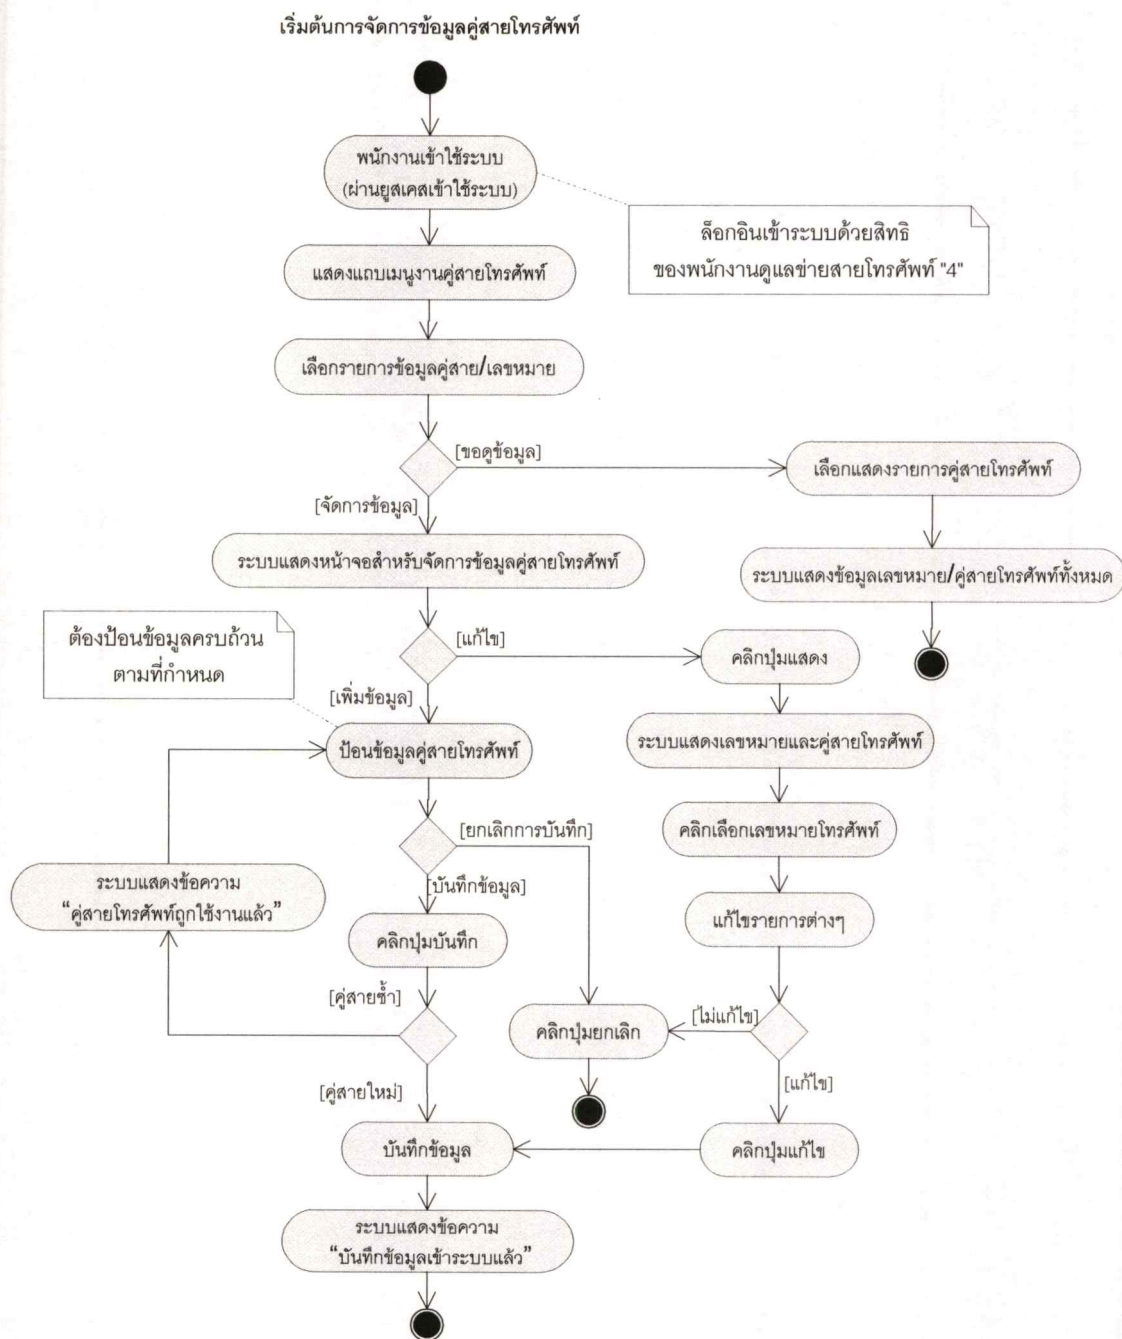 เริ่มต้นการจัดการข้อมูลคู่สายโทรศัพท์
พนักงานเข้าใช้ระบบ
(ผ่านยูสเคสเข้าใช้ระบบ)
ล็อกอินเข้าระบบด้วยสิทธิ
ของพนักงานดูแลข่ายสายโทรศัพท์ "4"
แสดงแถบเมนูงานคู่สายโทรศัพท์
เลือกรายการข้อมูลคู่สาย/เลขหมาย
[ขอดูข้อมูล]
เลือกแสดงรายการคู่สายโทรศัพท์
[จัดการข้อมูล]
ระบบแสดงหน้าจอสำหรับจัดการข้อมูลคู่สายโทรศัพท์
ระบบแสดงข้อมูลเลขหมาย/คู่สายโทรศัพท์ทั้งหมด
ต้องป้อนข้อมูลครบถ้วน
ตามที่กำหนด
[แก้ไข]
คลิกปุ่มแสดง
[เพิ่มข้อมูล]
ป้อนข้อมูลคู่สายโทรศัพท์
ระบบแสดงเลขหมายและคู่สายโทรศัพท์
[ยกเลิกการบันทึก]
คลิกเลือกเลขหมายโทรศัพท์
ระบบแสดงข้อความ
“คู่สายโทรศัพท์ถูกใช้งานแล้ว”
[บันทึกข้อมูล]
คลิกปุ่มบันทึก
แก้ไขรายการต่างๆ
[คู่สายซ้ำ]
คลิกปุ่มยกเลิก
[ไม่แก้ไข]
[แก้ไข]
[คู่สายใหม่]
บันทึกข้อมูล
คลิกปุ่มแก้ไข
ระบบแสดงข้อความ
“บันทึกข้อมูลเข้าระบบแล้ว”